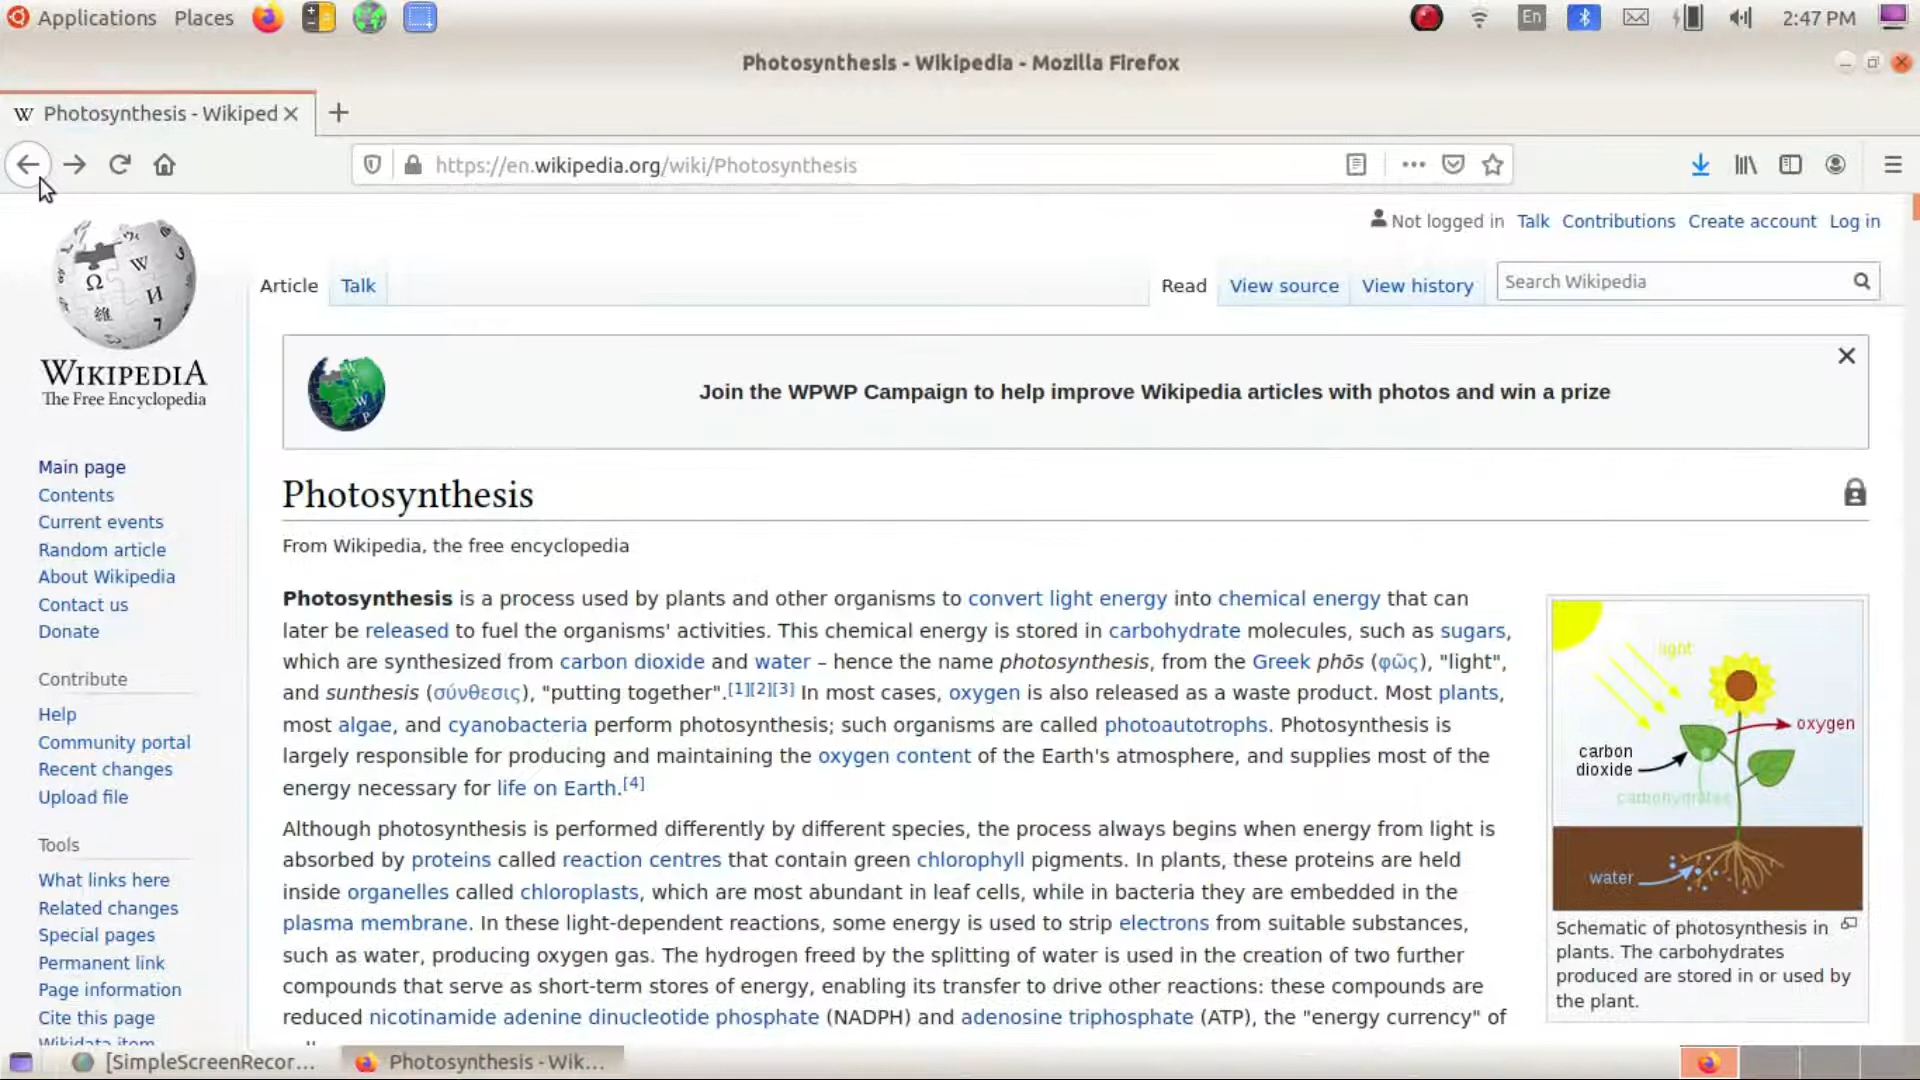 Applications Places En 2:47 PM
Photosynthesis - Wikipedia - Mozilla Firefox
W Photosynthesis - Wikiped
https://en.wikipedia.org/wiki/Photosynthesis
Not logged in Talk Contributions Create account Log in
Article Talk Read View source View history Search Wikipedia
WIKIPEDIA
The Free Encyclopedia
Join the WPWP Campaign to help improve Wikipedia articles with photos and win a prize
Main page
Contents
Current events
Random article
About Wikipedia
Contact us
Donate
Contribute
Help
Community portal
Recent changes
Upload file
Tools
What links here
Related changes
Special pages
Permanent link
Page information
Cite this page
Wikidata item
Photosynthesis
From Wikipedia, the free encyclopedia
Photosynthesis is a process used by plants and other organisms to convert light energy into chemical energy that can
later be released to fuel the organisms' activities. This chemical energy is stored in carbohydrate molecules, such as sugars,
which are synthesized from carbon dioxide and water – hence the name photosynthesis, from the Greek phōs (φῶς), "light",
and sunthesis (σύνθεσις), "putting together".[1][2][3] In most cases, oxygen is also released as a waste product. Most plants,
most algae, and cyanobacteria perform photosynthesis; such organisms are called photoautotrophs. Photosynthesis is
largely responsible for producing and maintaining the oxygen content of the Earth's atmosphere, and supplies most of the
energy necessary for life on Earth.[4]
Although photosynthesis is performed differently by different species, the process always begins when energy from light is
absorbed by proteins called reaction centres that contain green chlorophyll pigments. In plants, these proteins are held
inside organelles called chloroplasts, which are most abundant in leaf cells, while in bacteria they are embedded in the
plasma membrane. In these light-dependent reactions, some energy is used to strip electrons from suitable substances,
such as water, producing oxygen gas. The hydrogen freed by the splitting of water is used in the creation of two further
compounds that serve as short-term stores of energy, enabling its transfer to drive other reactions: these compounds are
reduced nicotinamide adenine dinucleotide phosphate (NADPH) and adenosine triphosphate (ATP), the "energy currency" of
light
oxygen
carbon
dioxide
carbohydrates
water
Schematic of photosynthesis in
plants. The carbohydrates
produced are stored in or used by
the plant.
[SimpleScreenRecor... Photosynthesis - Wik...